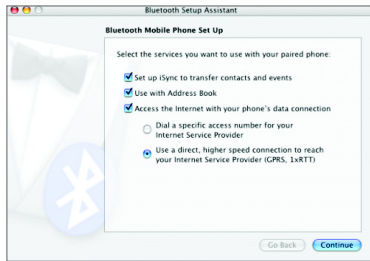 Bluetooth Setup Assistant
Bluetooth Mobile Phone Set Up
Select the services you want to use with your paired phone:
Set up iSync to transfer contacts and events
Use with Address Book
Access the Internet with your phone's data connection
Dial a specific access number for your
Internet Service Provider
Use a direct, higher speed connection to reach
your Internet Service Provider (GPRS, 1xRTT)
Go Back
Continue